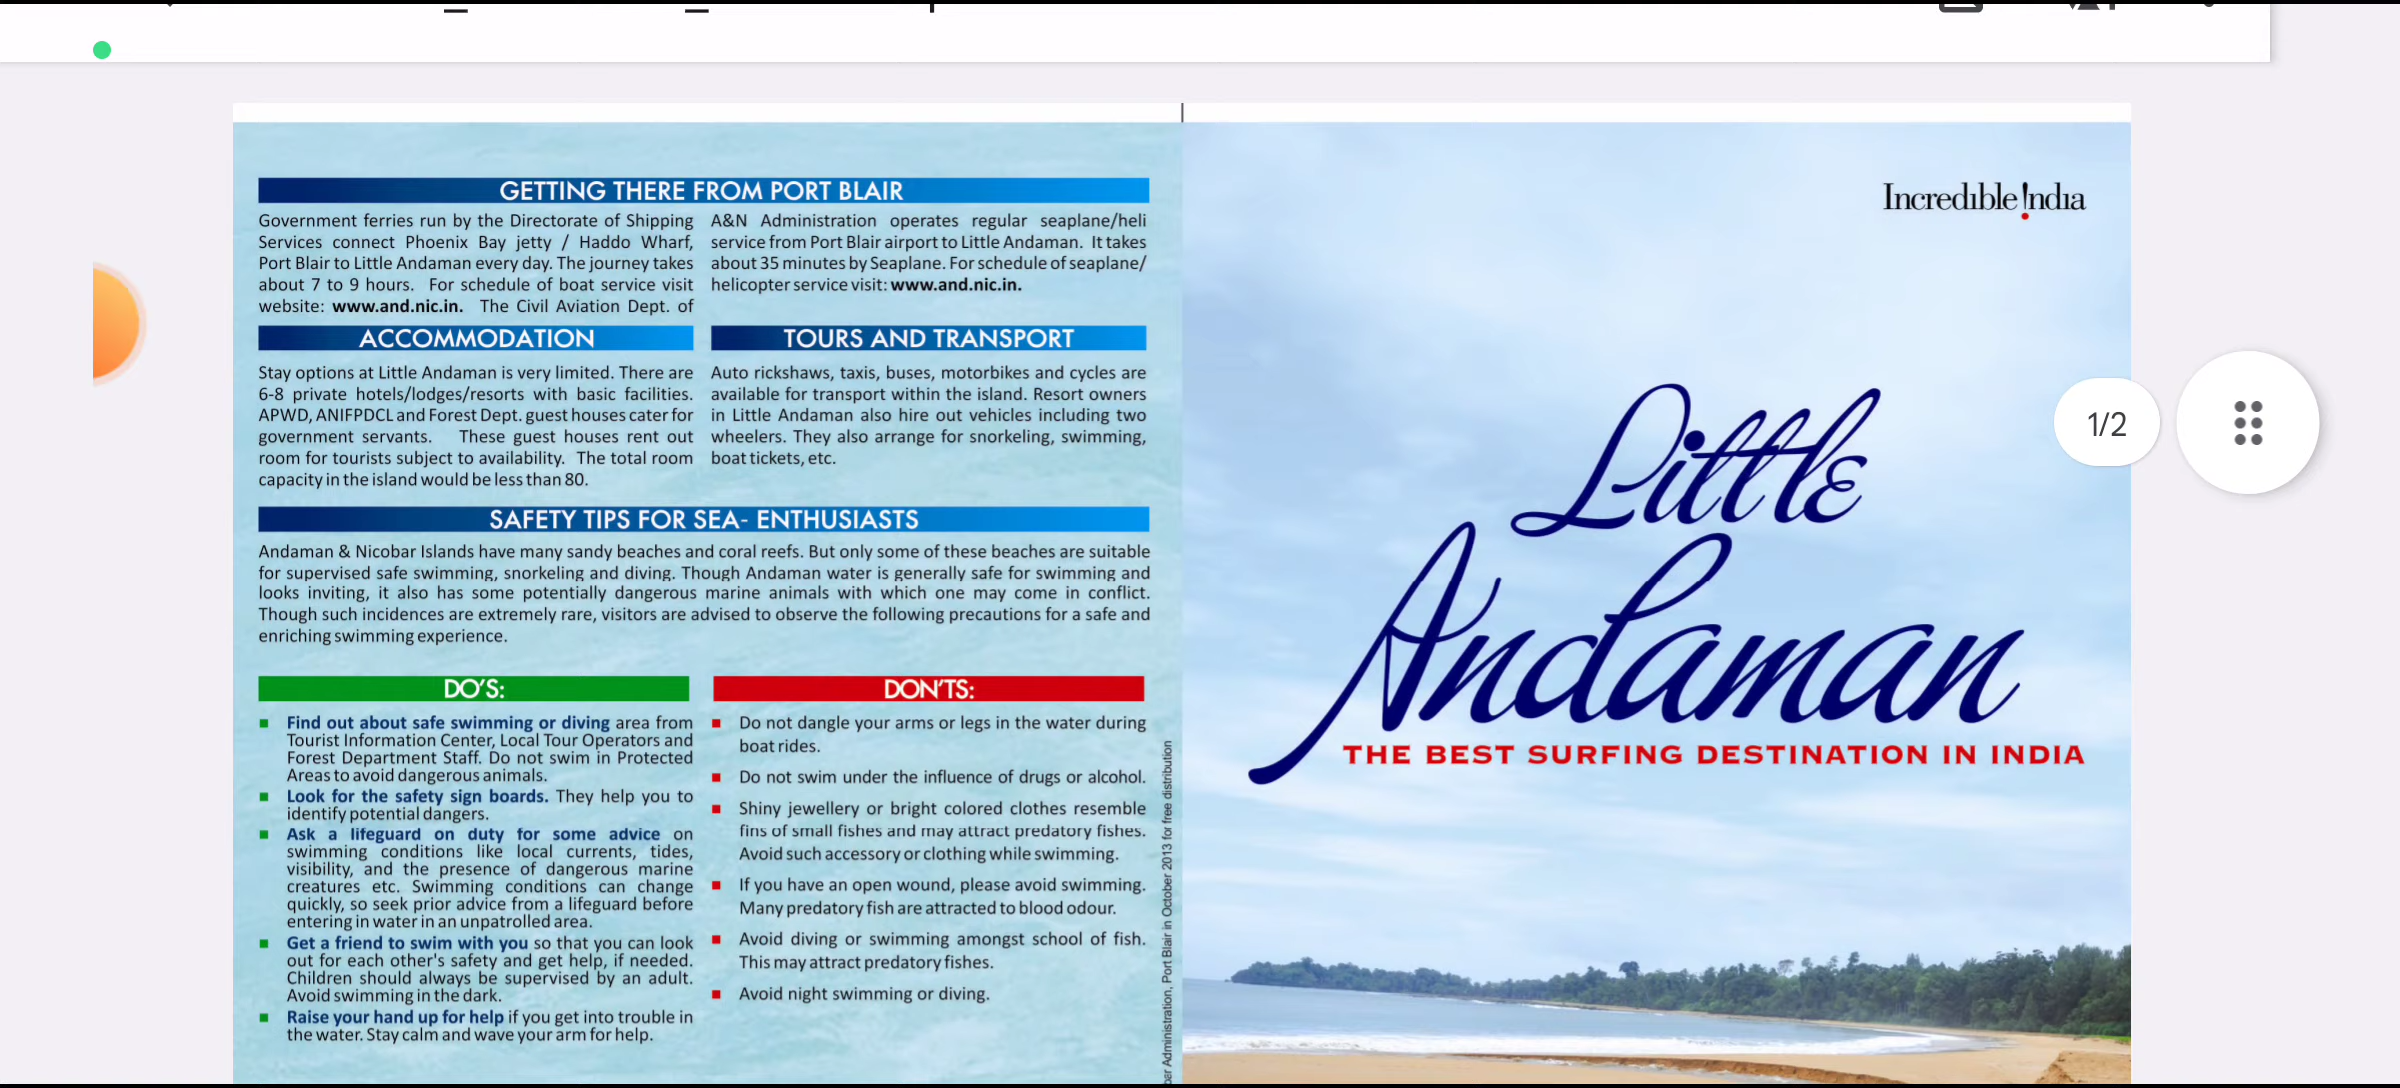 GETTING THERE FROM PORT BLAIR
Government ferries run by the Directorate of Shipping
Services connect Phoenix Bay jetty / Haddo Wharf,
Port Blair to Little Andaman every day. The journey takes
about 7 to 9 hours. For schedule of boat service visit
website: www.and.nic.in. The Civil Aviation Dept. of
A&N Administration operates regular seaplane/heli
service from Port Blair airport to Little Andaman. It takes
about 35 minutes by Seaplane. For schedule of seaplane/
helicopter service visit: www.and.nic.in.
ACCOMMODATION
Stay options at Little Andaman is very limited. There are
6-8 private hotels/lodges/resorts with basic facilities.
APWD, ANIFPDCL and Forest Dept. guest houses cater for
government servants. These guest houses rent out
room for tourists subject to availability. The total room
capacity in the island would be less than 80.
TOURS AND TRANSPORT
Auto rickshaws, taxis, buses, motorbikes and cycles are
available for transport within the island. Resort owners
in Little Andaman also hire out vehicles including two
wheelers. They also arrange for snorkeling, swimming,
boat tickets, etc.
SAFETY TIPS FOR SEA- ENTHUSIASTS
Andaman & Nicobar Islands have many sandy beaches and coral reefs. But only some of these beaches are suitable
for supervised safe swimming, snorkeling and diving. Though Andaman water is generally safe for swimming and
looks inviting, it also has some potentially dangerous marine animals with which one may come in conflict.
Though such incidences are extremely rare, visitors are advised to observe the following precautions for a safe and
enriching swimming experience.
DO'S:
Find out about safe swimming or diving area from
Tourist Information Center, Local Tour Operators and
Forest Department Staff. Do not swim in Protected
Areas to avoid dangerous animals.
Look for the safety sign boards. They help you to
identify potential dangers.
Ask a lifeguard on duty for some advice on
swimming conditions like local currents, tides,
visibility, and the presence of dangerous marine
creatures etc. Swimming conditions can change
quickly, so seek prior advice from a lifeguard before
entering in water in an unpatrolled area.
Get a friend to swim with you so that you can look
out for each other's safety and get help, if needed.
Children should always be supervised by an adult.
Avoid swimming in the dark.
Raise your hand up for help if you get into trouble in
the water. Stay calm and wave your arm for help.
DON'TS:
Do not dangle your arms or legs in the water during
boat rides.
Do not swim under the influence of drugs or alcohol.
Shiny jewellery or bright colored clothes resemble
fins of small fishes and may attract predatory fishes.
Avoid such accessory or clothing while swimming.
If you have an open wound, please avoid swimming.
Many predatory fish are attracted to blood odour.
Avoid diving or swimming amongst school of fish.
This may attract predatory fishes.
Avoid night swimming or diving.
Administration, Port Blair in October 2013 for free distribution
Incredible !ndia
Little
Andaman
THE BEST SURFING DESTINATION IN INDIA
1/2